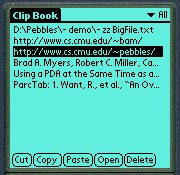 Clip Book
All
D:\Pebbles\- demo\- zz BigFile.txt
http://www.cs.cmu.edu/~bam/
http://www.cs.cmu.edu/~pebbles/
Brad A. Myers, Robert C. Miller, Ca...
Using a PDA at the Same Time as a...
ParcTab: 1. Want, R., et al., ~An Ov...
Cut Copy Paste Open Delete